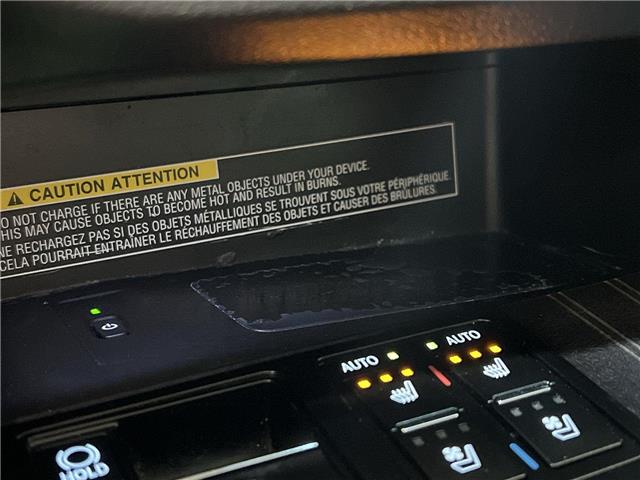 CAUTION ATTENTION
DO NOT CHARGE IF THERE ARE ANY METAL OBJECTS UNDER YOUR DEVICE.
THIS MAY CAUSE OBJECTS TO BECOME HOT AND RESULT IN BURNS.
NE RECHARGEZ PAS SI DES OBJETS MÉTALLIQUES SE TROUVENT SOUS VOTRE PÉRIPHÉRIQUE.
CELA POURRAIT ENTRAÎNER LE RÉCHAUFFEMENT DES OBJETS ET CAUSER DES BRÛLURES.
AUTO AUTO
HOLD